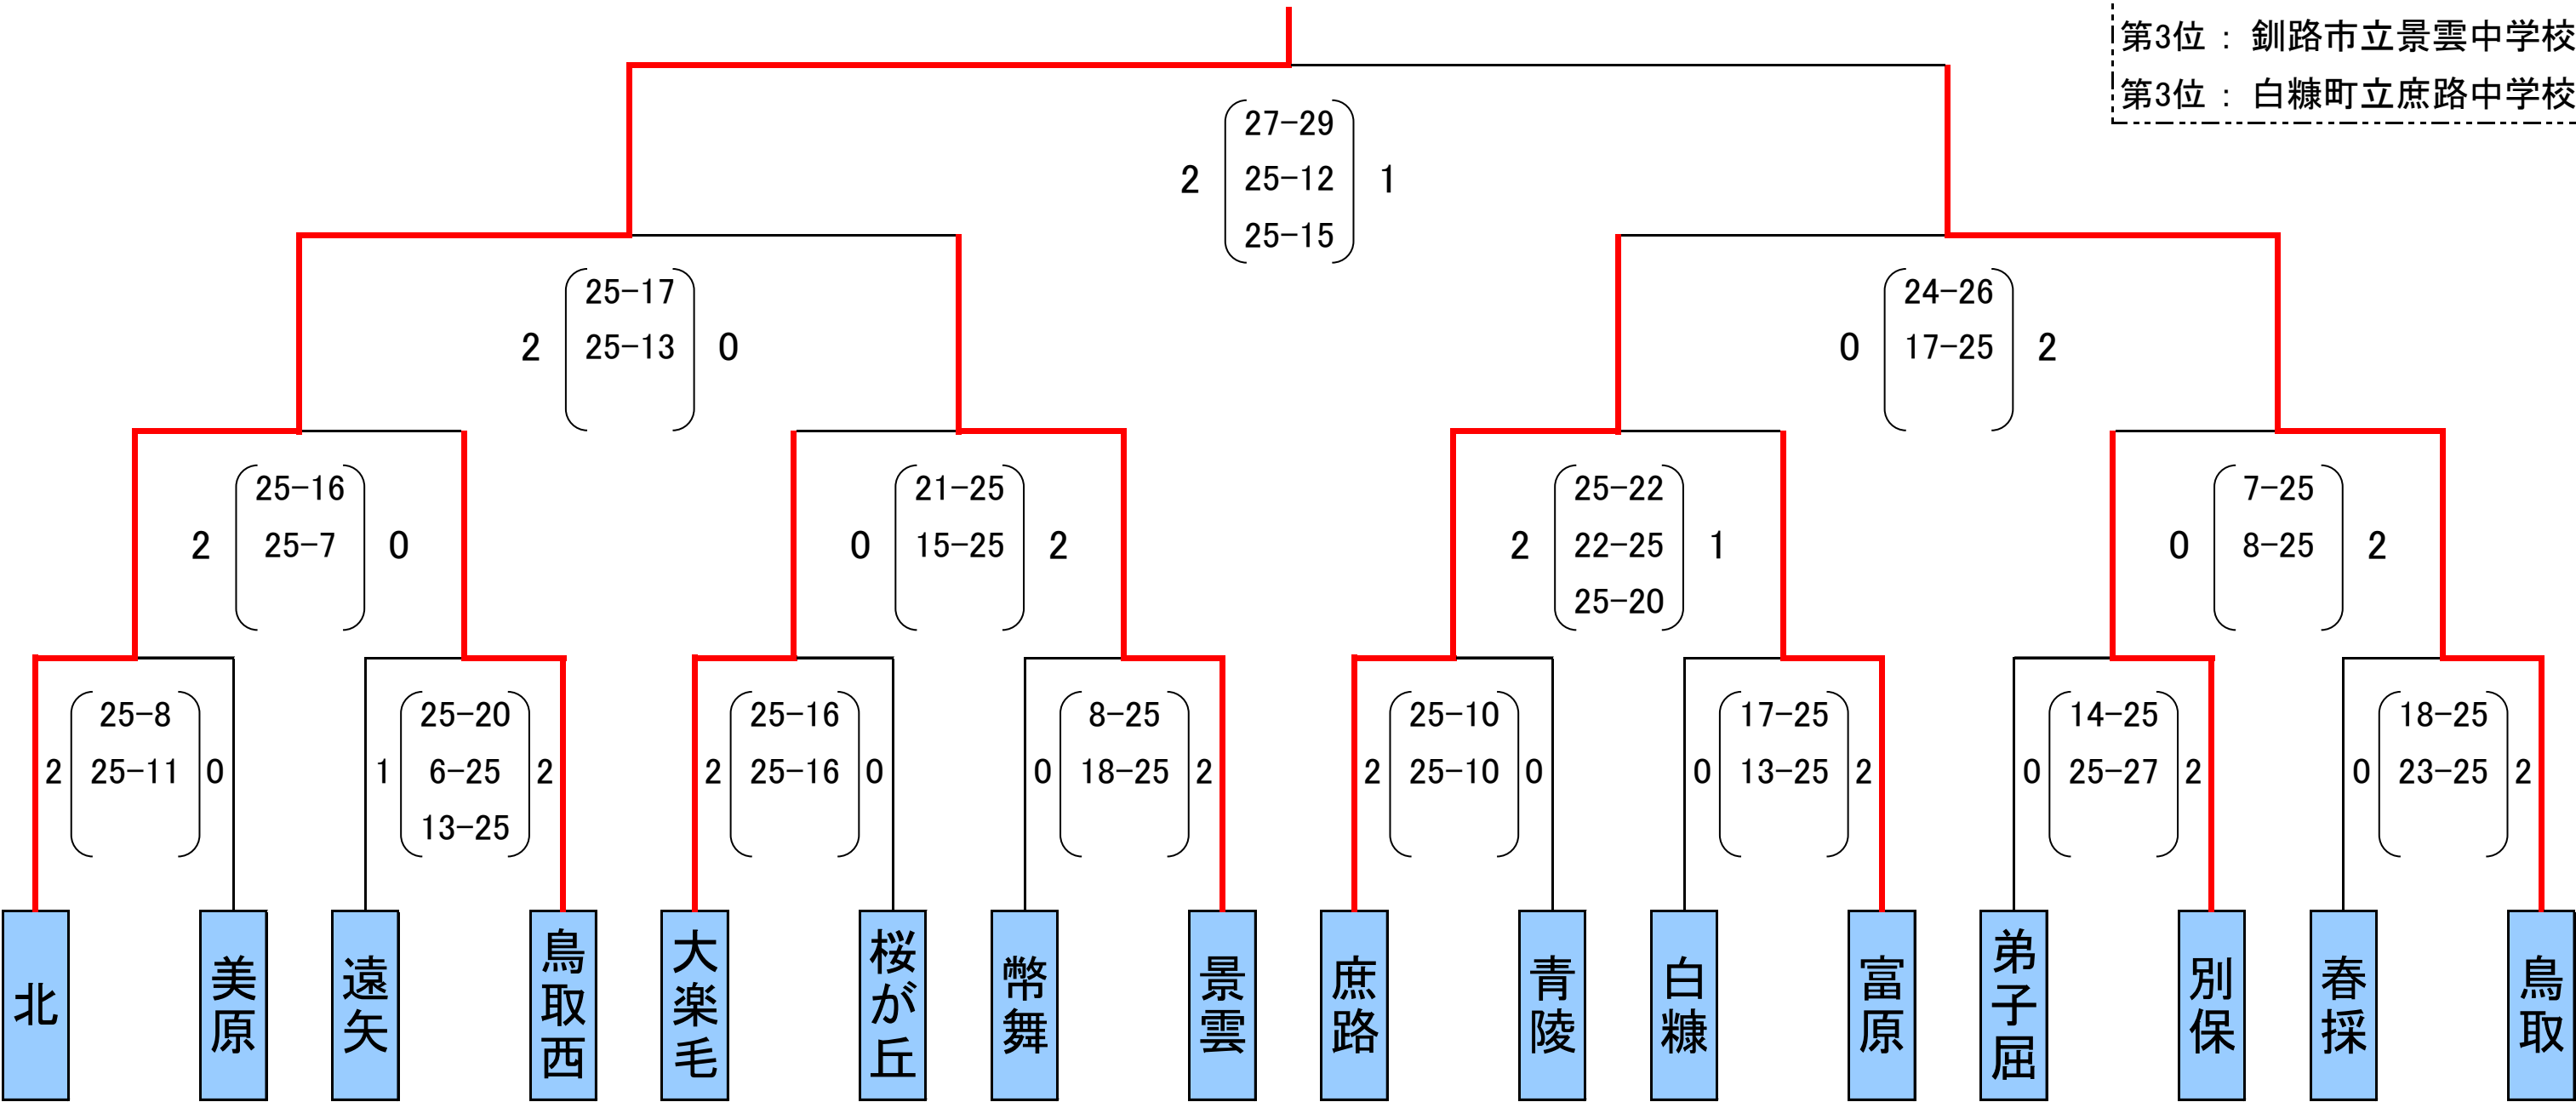 第3位 : 釧路市立景雲中学校
第3位 : 白糠町立庶路中学校
27-29
2 25-12 1
25-15
25-17
2 25-13 0
24-26
0 17-25 2
25-16
2 25-7 0
21-25
0 15-25 2
25-22
2 22-25 1
25-20
7-25
0 8-25 2
25-8
2 25-11 0
25-20
1 6-25 2
13-25
25-16
2 25-16 0
8-25
0 18-25 2
25-10
2 25-10 0
17-25
0 13-25 2
14-25
0 25-27 2
18-25
0 23-25 2
北
美原
遠矢
鳥取西
大楽毛
桜が丘
幣舞
景雲
庶路
青陵
白糠
富原
弟子屈
別保
春採
鳥取